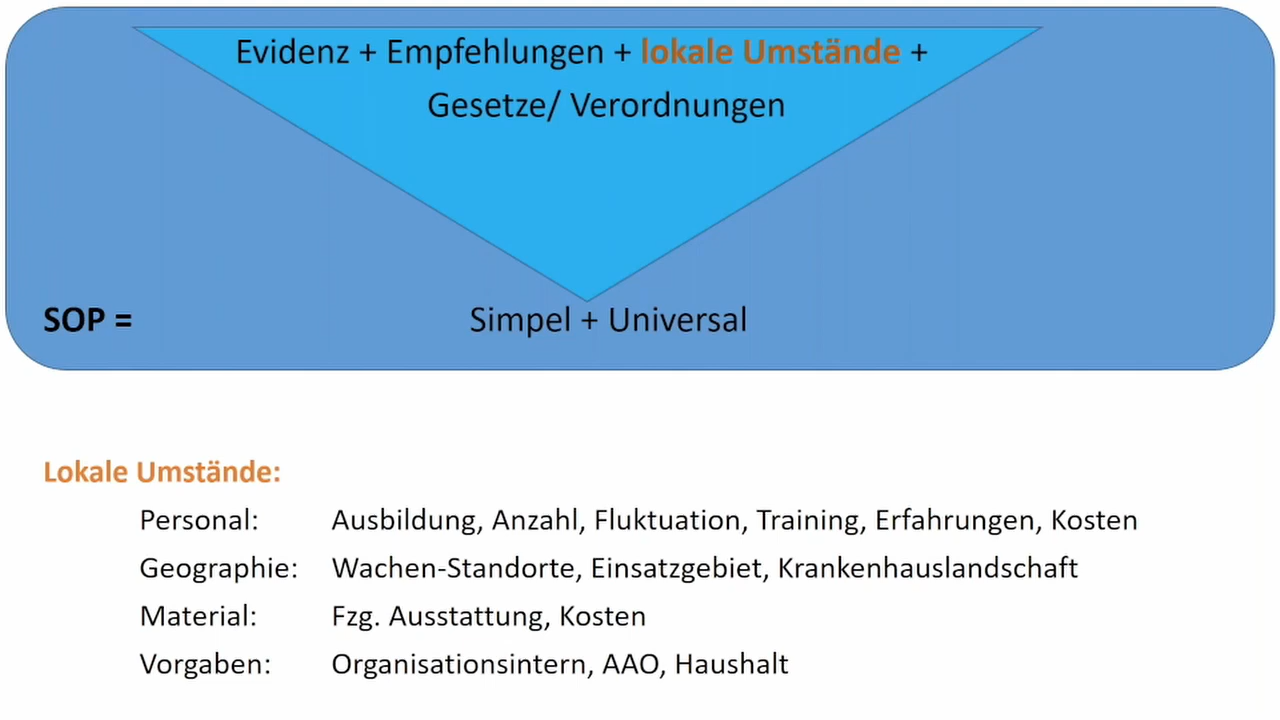 Evidenz + Empfehlungen + lokale Umstände +
Gesetze/ Verordnungen
SOP = Simpel + Universal
Lokale Umstände:
Personal: Ausbildung, Anzahl, Fluktuation, Training, Erfahrungen, Kosten
Geographie: Wachen-Standorte, Einsatzgebiet, Krankenhauslandschaft
Material: Fzg. Ausstattung, Kosten
Vorgaben: Organisationsintern, AAO, Haushalt